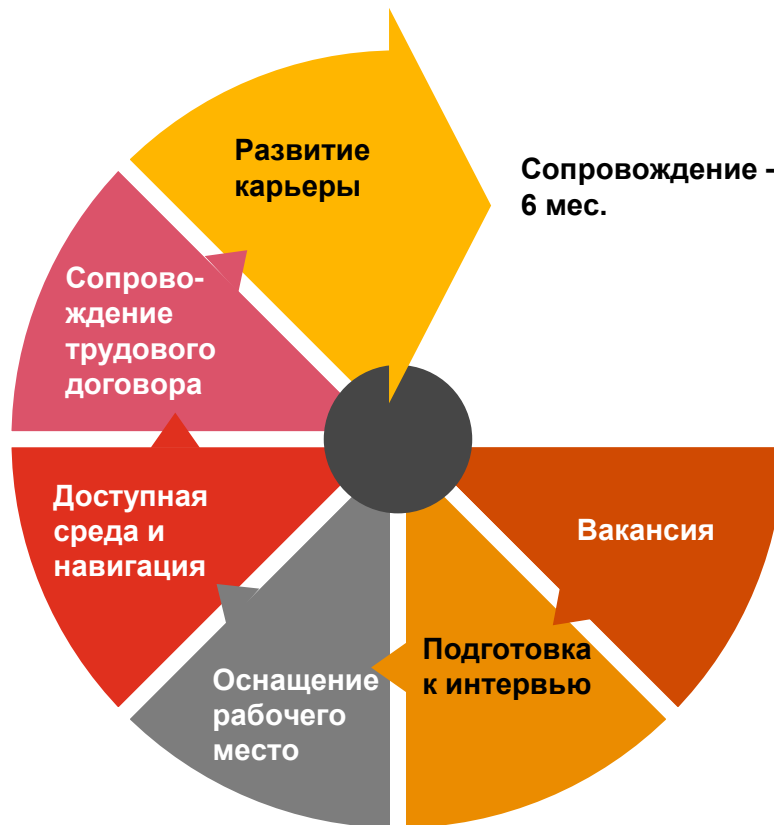 Развитие
карьеры
Сопровождение -
6 мес.
Сопрово-
ждение
трудового
договора
Доступная
среда и
навигация
Вакансия
Подготовка
к интервью
Оснащение
рабочего
место